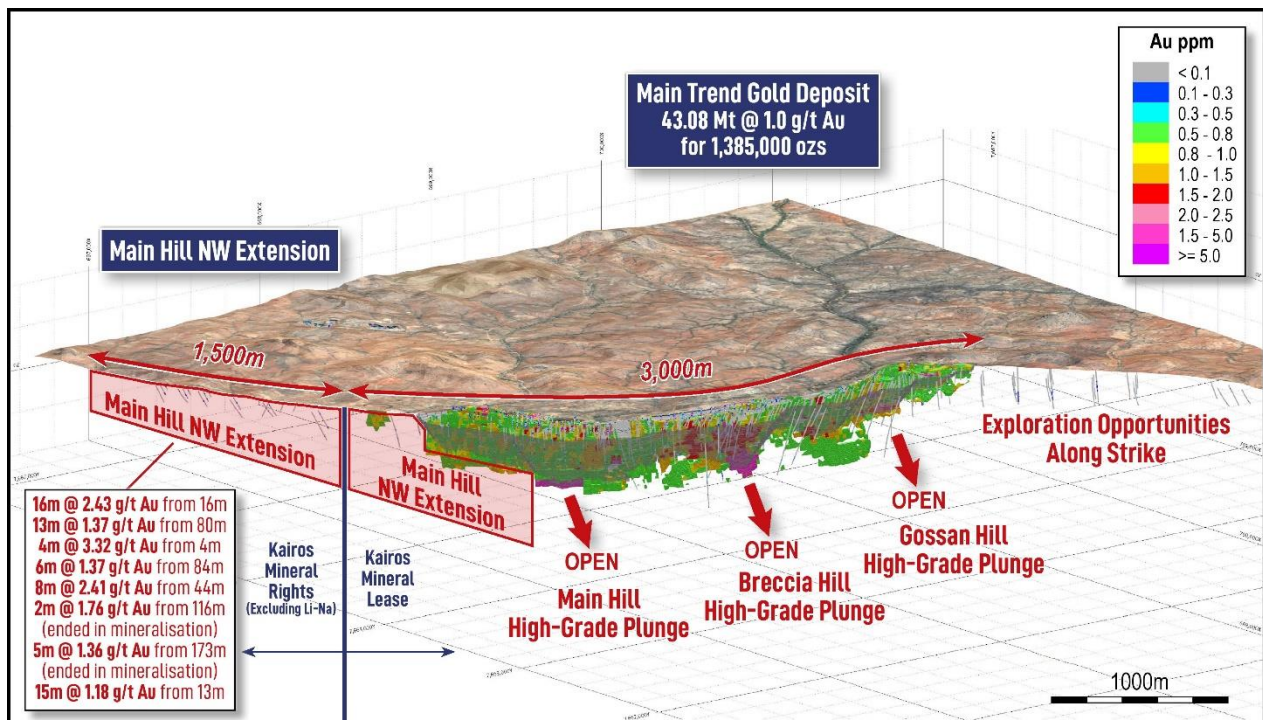 Main Trend Gold Deposit
43.08 Mt @ 1.0 g/t Au
for 1,385,000 ozs
Au ppm
< 0.1
0.1 - 0.3
0.3 - 0.5
0.5 - 0.8
0.8 - 1.0
1.0 - 1.5
1.5 - 2.0
2.0 - 2.5
1.5 - 5.0
>= 5.0
Main Hill NW Extension
1,500m
3,000m
Main Hill NW Extension
Main Hill
NW Extension
Exploration Opportunities
Along Strike
16m @ 2.43 g/t Au from 16m
13m @ 1.37 g/t Au from 80m
4m @ 3.32 g/t Au from 4m
6m @ 1.37 g/t Au from 84m
8m @ 2.41 g/t Au from 44m
2m @ 1.76 g/t Au from 116m
(ended in mineralisation)
5m @ 1.36 g/t Au from 173m
(ended in mineralisation)
15m @ 1.18 g/t Au from 13m
Kairos
Mineral
Rights
(Excluding Li-Na)
Kairos
Mineral
Lease
OPEN
Main Hill
High-Grade Plunge
OPEN
Breccia Hill
High-Grade Plunge
OPEN
Gossan Hill
High-Grade Plunge
1000m